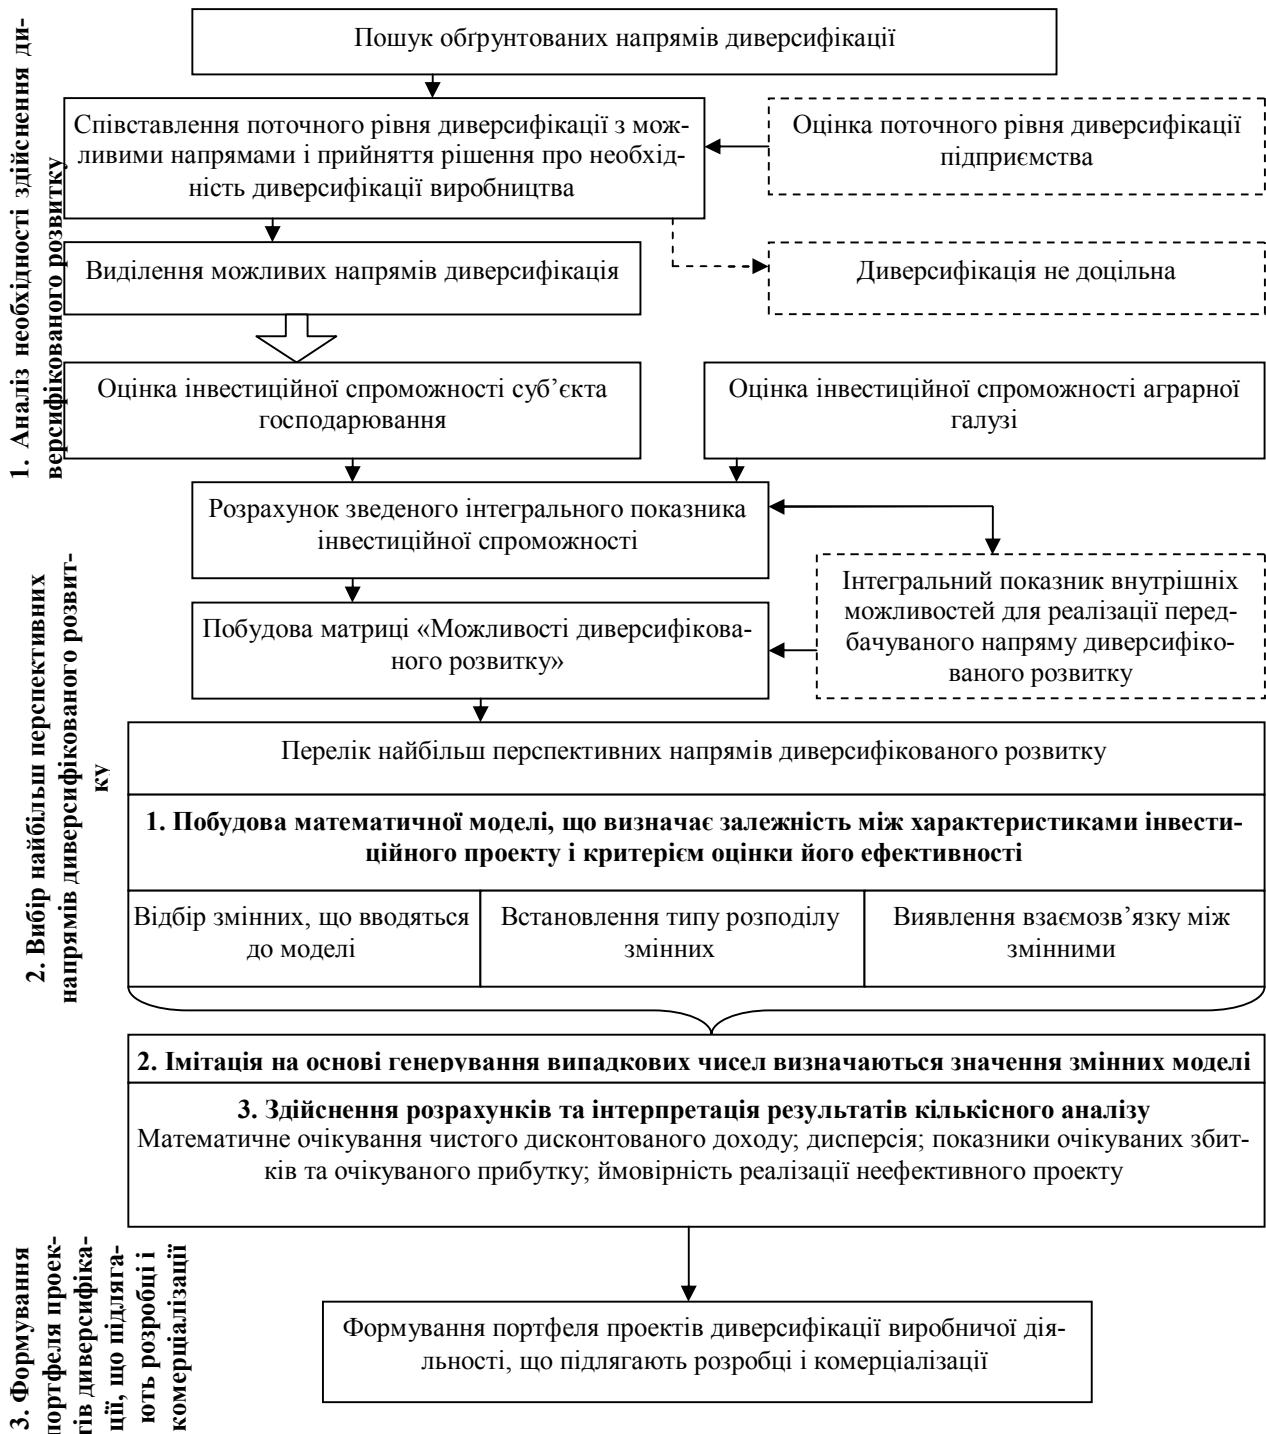 1. Аналіз необхідності здійснення ди-
версифікованого розвитку
Пошук обґрунтованих напрямів диверсифікації
Співставлення поточного рівня диверсифікації з мож-
ливими напрямами і прийняття рішення про необхід-
ність диверсифікації виробництва
Оцінка поточного рівня диверсифікації
підприємства
Виділення можливих напрямів диверсифікація
Диверсифікація не доцільна
Оцінка інвестиційної спроможності суб’єкта
господарювання
Оцінка інвестиційної спроможності аграрної
галузі
2. Вибір найбільш перспективних
напрямів диверсифікованого розвит-
ку
Розрахунок зведеного інтегрального показника
інвестиційної спроможності
Інтегральний показник внутрішніх
можливостей для реалізації перед-
бачуваного напряму диверсифіко-
ваного розвитку
Побудова матриці «Можливості диверсифікова-
ного розвитку»
Перелік найбільш перспективних напрямів диверсифікованого розвитку
1. Побудова математичної моделі, що визначає залежність між характеристиками інвести-
ційного проекту і критерієм оцінки його ефективності
Відбір змінних, що вводяться
до моделі
Встановлення типу розподілу
змінних
Виявлення взаємозв’язку між
змінними
2. Імітація на основі генерування випадкових чисел визначаються значення змінних моделі
3. Здійснення розрахунків та інтерпретація результатів кількісного аналізу
Математичне очікування чистого дисконтованого доходу; дисперсія; показники очікуваних збит-
ків та очікуваного прибутку; ймовірність реалізації неефективного проекту
3. Формування
портфеля проек-
тів диверсифіка-
ції, що підляга-
ють розробці і
комерціалізації
Формування портфеля проектів диверсифікації виробничої дія-
льності, що підлягають розробці і комерціалізації